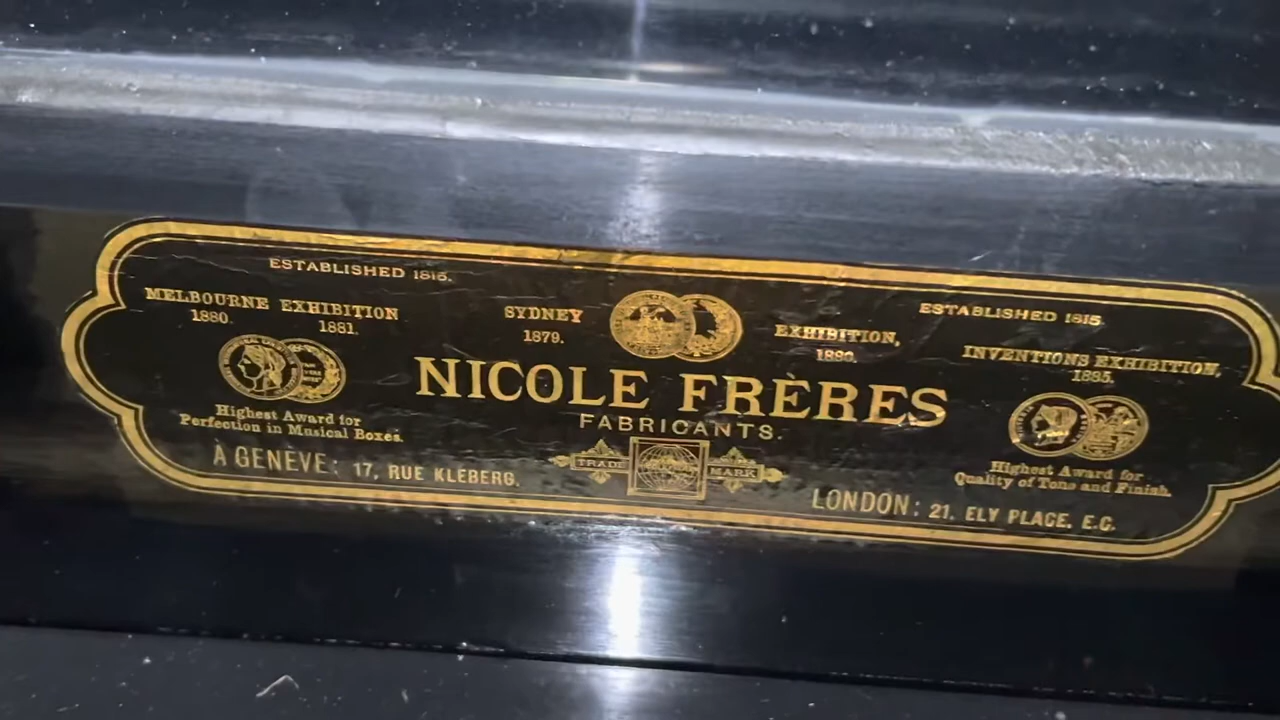 ESTABLISHED 1815.
MELBOURNE EXHIBITION
1880. 1881.
Highest Award for
Perfection in Musical Boxes.
SYDNEY EXHIBITION,
1879. 1880.
ESTABLISHED 1815.
INVENTIONS EXHIBITION,
1885.
Highest Award for
Quality of Tone and Finish.
NICOLE FRÈRES
FABRICANTS.
TRADE MARK
À GENÈVE: 17, RUE KLEBERG.
LONDON: 21, ELY PLACE, E.C.